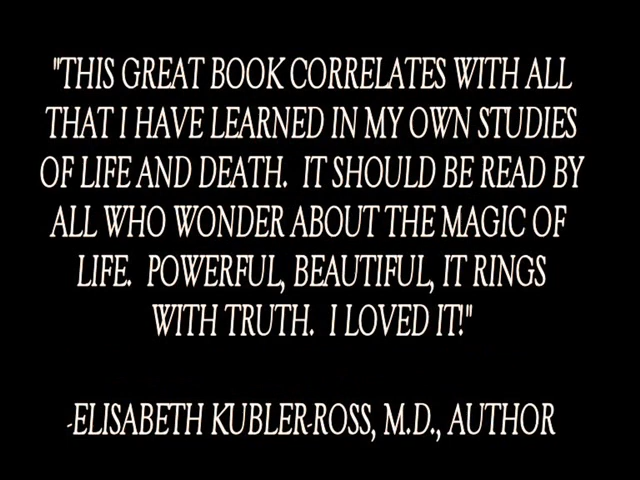 "THIS GREAT BOOK CORRELATES WITH ALL
THAT I HAVE LEARNED IN MY OWN STUDIES
OF LIFE AND DEATH.  IT SHOULD BE READ BY
ALL WHO WONDER ABOUT THE MAGIC OF
LIFE.  POWERFUL, BEAUTIFUL, IT RINGS
WITH TRUTH.  I LOVED IT!"
-ELISABETH KUBLER-ROSS, M.D., AUTHOR